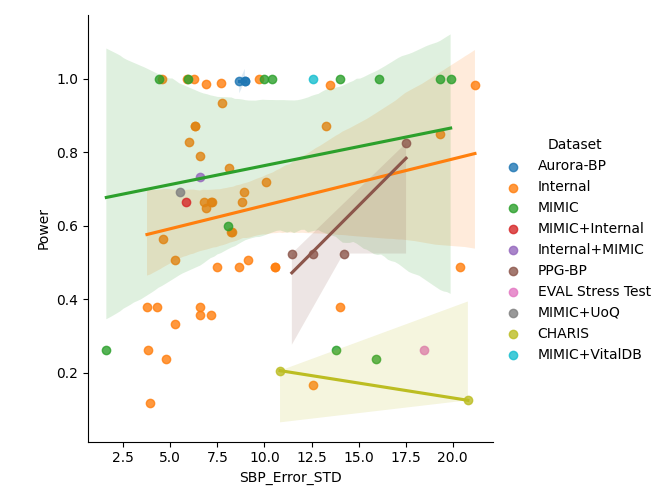 1.0
0.8
0.6
0.4
0.2
Power
2.5 5.0 7.5 10.0 12.5 15.0 17.5 20.0
SBP_Error_STD
Dataset
Aurora-BP
Internal
MIMIC
MIMIC+Internal
Internal+MIMIC
PPG-BP
EVAL Stress Test
MIMIC+UoQ
CHARIS
MIMIC+VitalDB